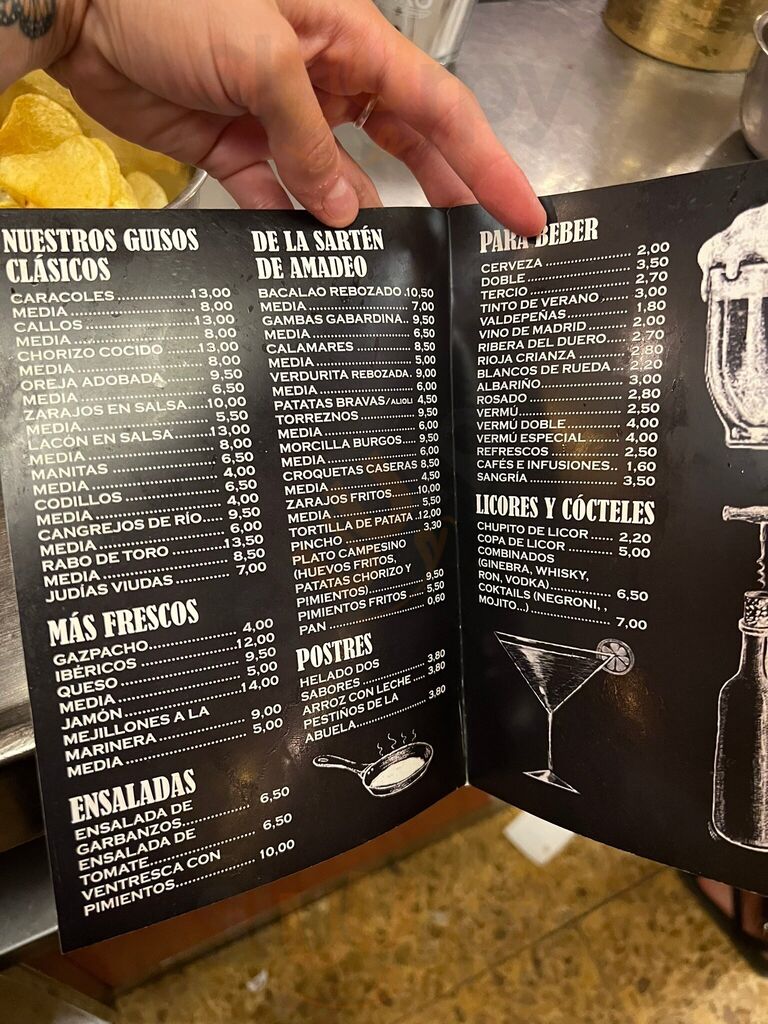 NUESTROS GUISOS
CLÁSICOS
CARACOLES..................13,00
MEDIA............................ 8,00
CALLOS.........................13,00
MEDIA............................ 8,00
CHORIZO COCIDO..........13,00
MEDIA............................ 8,00
OREJA ADOBADA........... 9,50
MEDIA............................ 6,50
ZARAJOS EN SALSA.......10,00
MEDIA............................ 5,50
LACÓN EN SALSA..........13,00
MEDIA............................ 8,00
MANITAS....................... 6,50
MEDIA............................ 4,00
CODILLOS...................... 6,50
MEDIA............................ 4,00
CANGREJOS DE RÍO....... 9,50
MEDIA............................ 6,00
RABO DE TORO.............13,50
MEDIA............................ 8,50
JUDÍAS VIUDAS.............. 7,00
MÁS FRESCOS
GAZPACHO.................... 4,00
IBÉRICOS......................12,00
QUESO.......................... 9,50
MEDIA............................ 5,00
JAMÓN.........................14,00
MEJILLONES A LA
MARINERA.................... 9,00
MEDIA............................ 5,00
ENSALADAS
ENSALADA DE
GARBANZOS................. 6,50
ENSALADA DE
TOMATE....................... 6,50
VENTRESCA CON
PIMIENTOS................... 10,00
DE LA SARTÉN
DE AMADEO
BACALAO REBOZADO .10,50
MEDIA............................ 7,00
GAMBAS GABARDINA.. 9,50
MEDIA............................ 6,50
CALAMARES.................. 8,50
MEDIA............................ 5,00
VERDURITA REBOZADA. 9,00
MEDIA............................ 6,00
PATATAS BRAVAS/ALIOLI 4,50
TORREZNOS.................. 9,50
MEDIA............................ 6,00
MORCILLA BURGOS.... 9,50
MEDIA............................ 6,00
CROQUETAS CASERAS 8,50
MEDIA............................ 4,50
ZARAJOS FRITOS.........10,00
MEDIA............................ 5,50
TORTILLA DE PATATA..12,00
PINCHO......................... 3,30
PLATO CAMPESINO
(HUEVOS FRITOS,
PATATAS CHORIZO Y
PIMIENTOS).................. 9,50
PIMIENTOS FRITOS ..... 5,50
PAN.............................. 0,60
POSTRES
HELADO DOS
SABORES...................... 3,80
ARROZ CON LECHE .... 3,80
PESTIÑOS DE LA
ABUELA........................ 3,80
PARA BEBER
CERVEZA....................... 2,00
DOBLE........................... 3,50
TERCIO.......................... 2,70
TINTO DE VERANO........ 3,00
VALDEPEÑAS................ 1,80
VINO DE MADRID.......... 2,00
RIBERA DEL DUERO...... 2,70
RIOJA CRIANZA............ 2,80
BLANCOS DE RUEDA ... 2,20
ALBARIÑO..................... 3,00
ROSADO........................ 2,80
VERMÚ.......................... 2,50
VERMÚ DOBLE............. 4,00
VERMÚ ESPECIAL ........ 4,00
REFRESCOS.................. 2,50
CAFÉS E INFUSIONES.. 1,60
SANGRÍA....................... 3,50
LICORES Y CÓCTELES
CHUPITO DE LICOR...... 2,20
COPA DE LICOR........... 5,00
COMBINADOS
(GINEBRA, WHISKY,
RON, VODKA)............... 6,50
COKTAILS (NEGRONI, ,
MOJITO...).................... 7,00